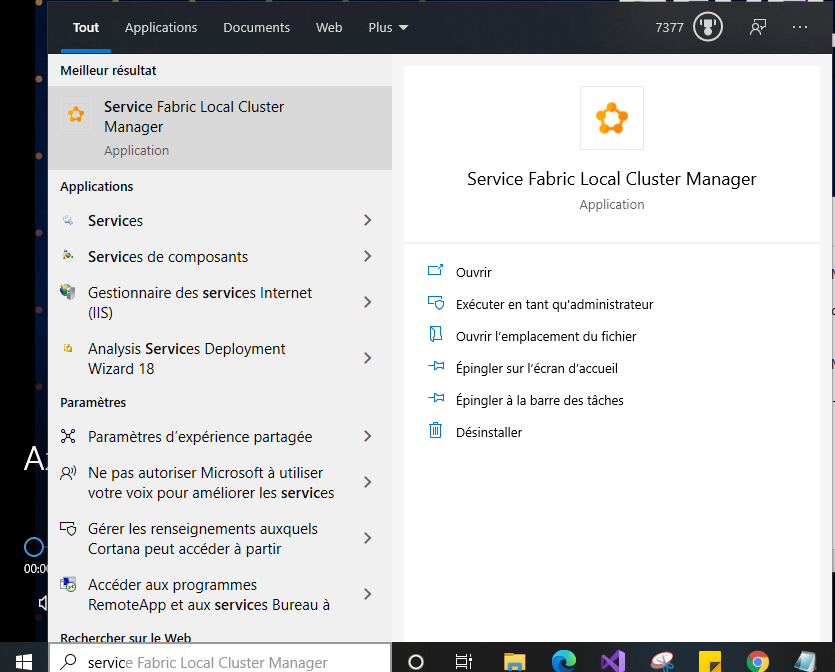 Tout Applications Documents Web Plus 7377 ...
Meilleur résultat
Service Fabric Local Cluster
Manager
Application
Applications
Services
Services de composants
Gestionnaire des services Internet
(IIS)
Analysis Services Deployment
Wizard 18
Paramètres
Paramètres d'expérience partagée
Ne pas autoriser Microsoft à utiliser
votre voix pour améliorer les services
Gérer les renseignements auxquels
Cortana peut accéder à partir
Accéder aux programmes
RemoteApp et aux services Bureau à
Rechercher sur le Web
service Fabric Local Cluster Manager
Service Fabric Local Cluster Manager
Application
Ouvrir
Exécuter en tant qu'administrateur
Ouvrir l'emplacement du fichier
Épingler sur l'écran d'accueil
Épingler à la barre des tâches
Désinstaller